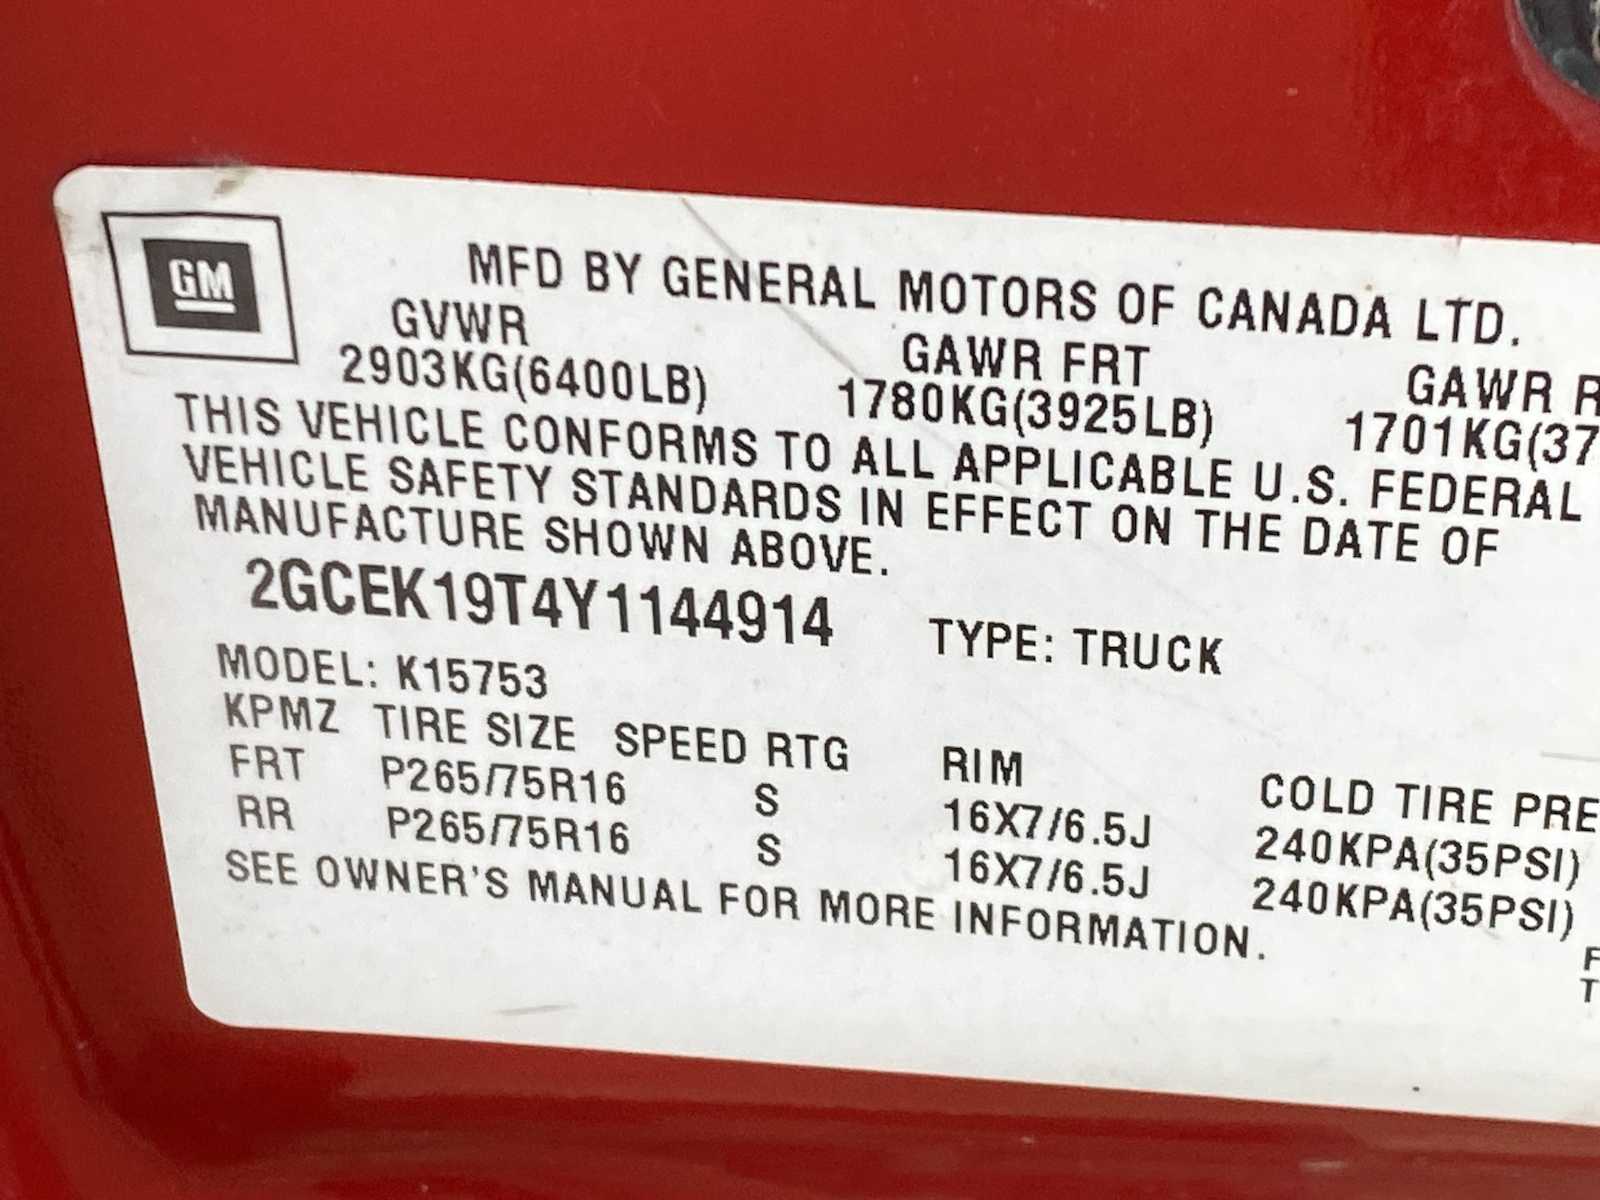 GM
MFD BY GENERAL MOTORS OF CANADA LTD.
GVWR GAWR FRT GAWR
2903KG(6400LB) 1780KG(3925LB) 1701KG(37
THIS VEHICLE CONFORMS TO ALL APPLICABLE U.S. FEDERAL
VEHICLE SAFETY STANDARDS IN EFFECT ON THE DATE OF
MANUFACTURE SHOWN ABOVE.
2GCEK19T4Y1144914 TYPE: TRUCK
MODEL: K15753
KPMZ TIRE SIZE SPEED RTG RIM COLD TIRE PRE
FRT P265/75R16 S 16X7/6.5J 240KPA(35PSI)
RR P265/75R16 S 16X7/6.5J 240KPA(35PSI)
SEE OWNER'S MANUAL FOR MORE INFORMATION.